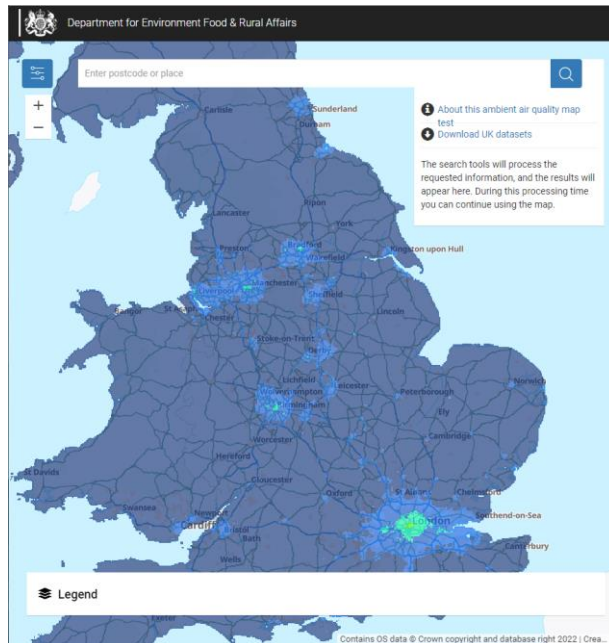 Department for Environment Food & Rural Affairs
Enter postcode or place
+
−
About this ambient air quality map
test
Download UK datasets
The search tools will process the
requested information, and the results will
appear here. During this processing time
you can continue using the map.
Carlisle
Sunderland
Durham
Ripon
Lancaster
York
Preston
Bradford
Wakefield
Kingston upon Hull
Liverpool
Manchester
Sheffield
Bangor
St Asaph
Chester
Lincoln
Stoke-on-Trent
Derby
Lichfield
Wolverhampton
Leicester
Birmingham
Peterborough
Norwich
Ely
Worcester
Cambridge
Hereford
St Davids
Gloucester
Swansea
Newport
Oxford
St Albans
Chelmsford
Cardiff
Bristol
London
Southend-on-Sea
Bath
Wells
Canterbury
Legend
Exeter
Contains OS data © Crown copyright and database right 2022 | Crea...